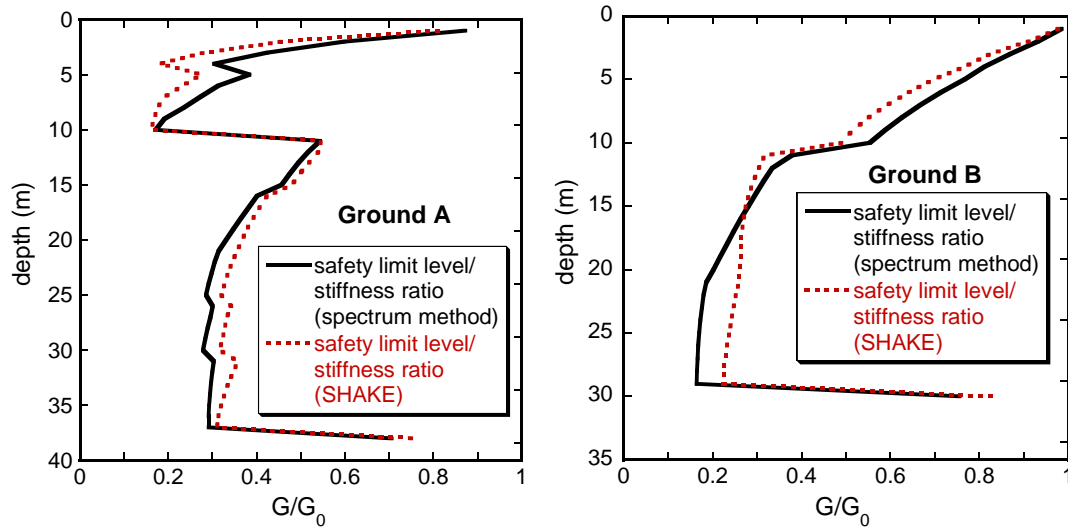 0
5
10
15
20
25
30
35
40
0 0.2 0.4 0.6 0.8 1
depth (m)
G/G0
Ground A
safety limit level/
stiffness ratio
(spectrum method)
safety limit level/
stiffness ratio
(SHAKE)
0
5
10
15
20
25
30
35
0 0.2 0.4 0.6 0.8 1
depth (m)
G/G0
Ground B
safety limit level/
stiffness ratio
(spectrum method)
safety limit level/
stiffness ratio
(SHAKE)